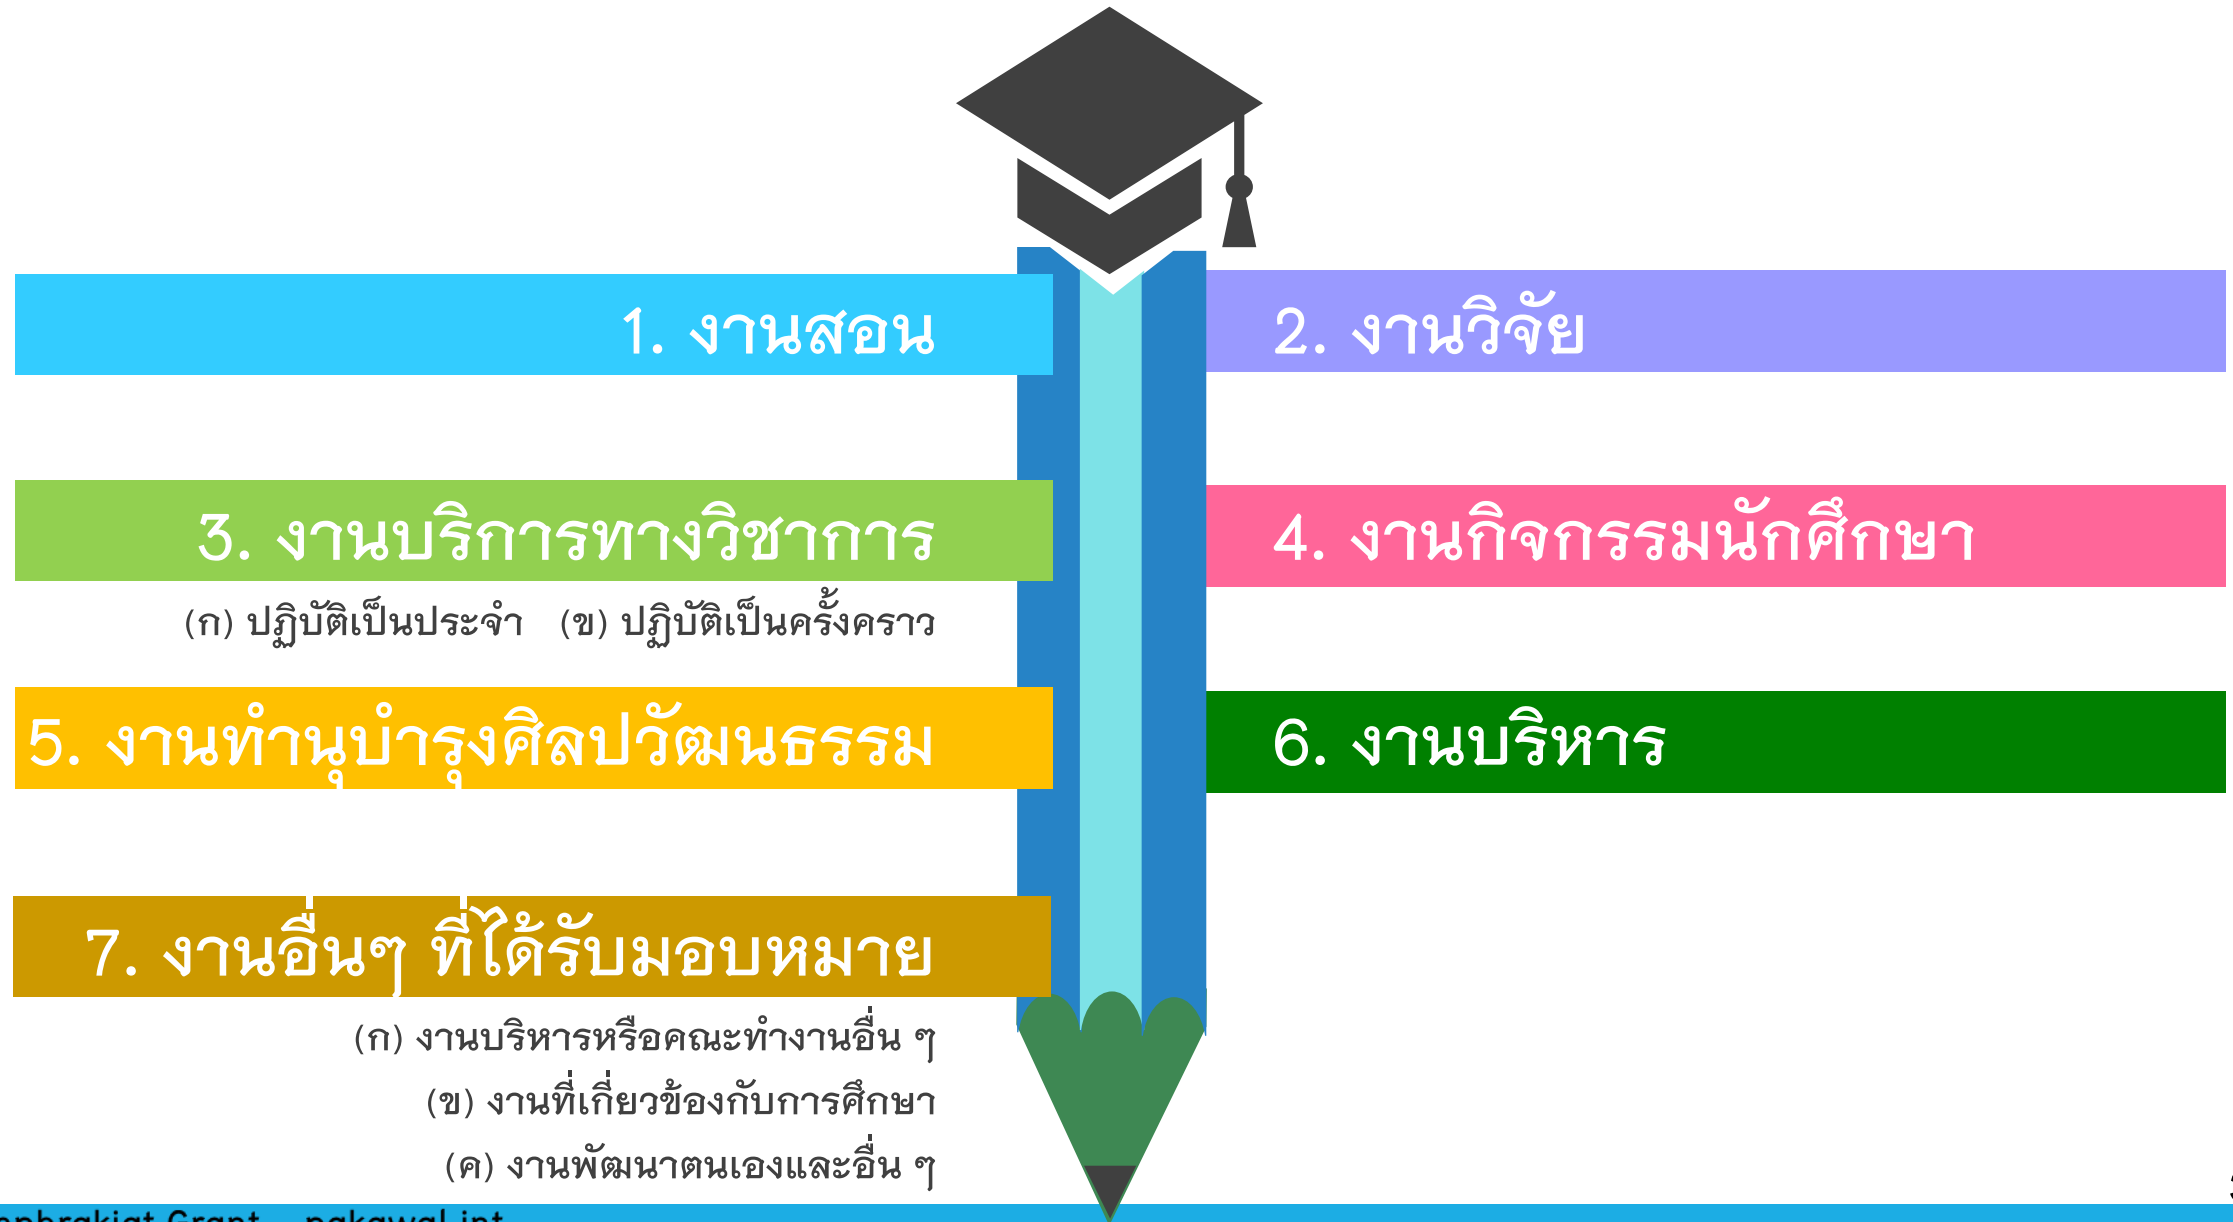 1. งานสอน
2. งานวิจัย
3. งานบริการทางวิชาการ
(ก) ปฏิบัติเป็นประจำ (ข) ปฏิบัติเป็นครั้งคราว
4. งานกิจกรรมนักศึกษา
5. งานทำนุบำรุงศิลปวัฒนธรรม
6. งานบริหาร
7. งานอื่นๆ ที่ได้รับมอบหมาย
(ก) งานบริหารหรือคณะทำงานอื่น ๆ
(ข) งานที่เกี่ยวข้องกับการศึกษา
(ค) งานพัฒนาตนเองและอื่น ๆ
Grant